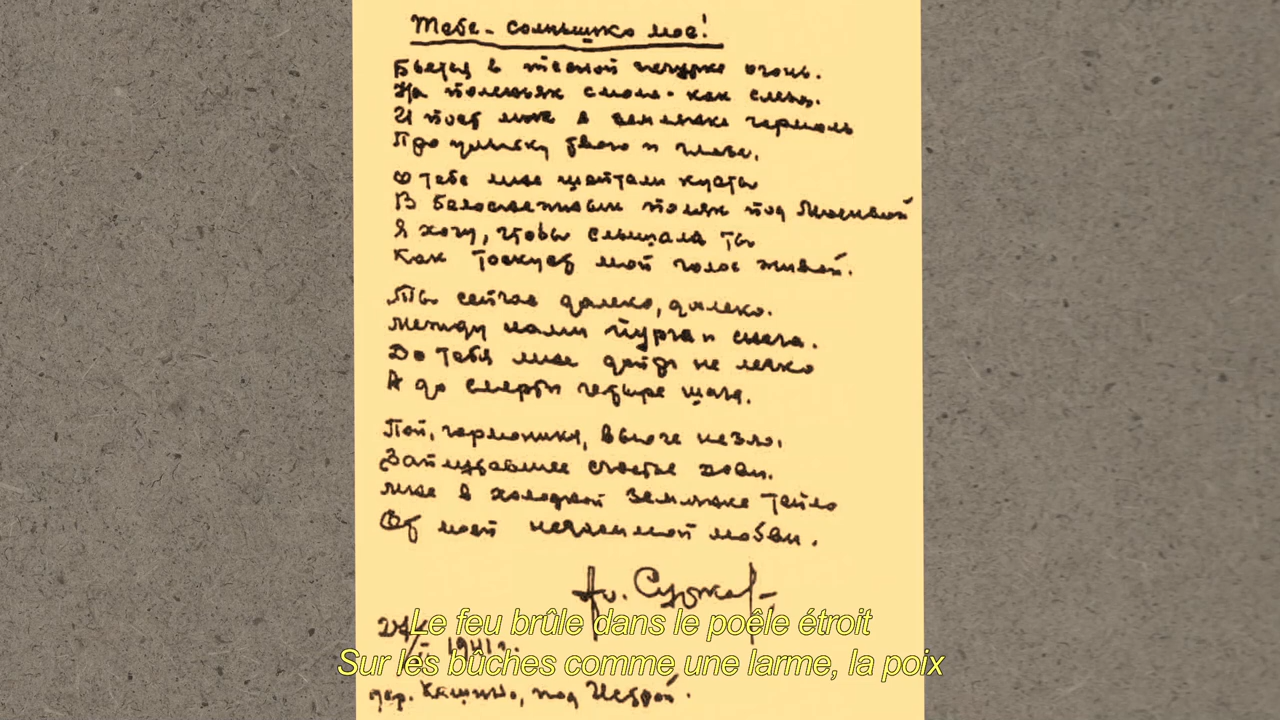 Тебе - солнышко мое!
Бьется в тесной печурке огонь.
На поленьях смола - как слеза.
И поет мне в землянке гармонь
Про улыбку твою и глаза.
О тебе мне шептали кусты
В белоснежных полях под Москвой
Я хочу, чтобы слышала ты
Как тоскует мой голос живой.
Ты сейчас далеко, далеко.
Между нами пурга и снега.
До тебя мне дойти не легко
А до смерти четыре шага.
Пой, гармоника, вьюге назло.
Заплутавшее счастье зови.
Мне в холодной землянке тепло
От моей негасимой любви.
Ал. Сурков
Le feu brûle dans le poêle étroit
1941 г.
Sur les bûches comme une larme, la poix
дер. Кашино, под Истрой.